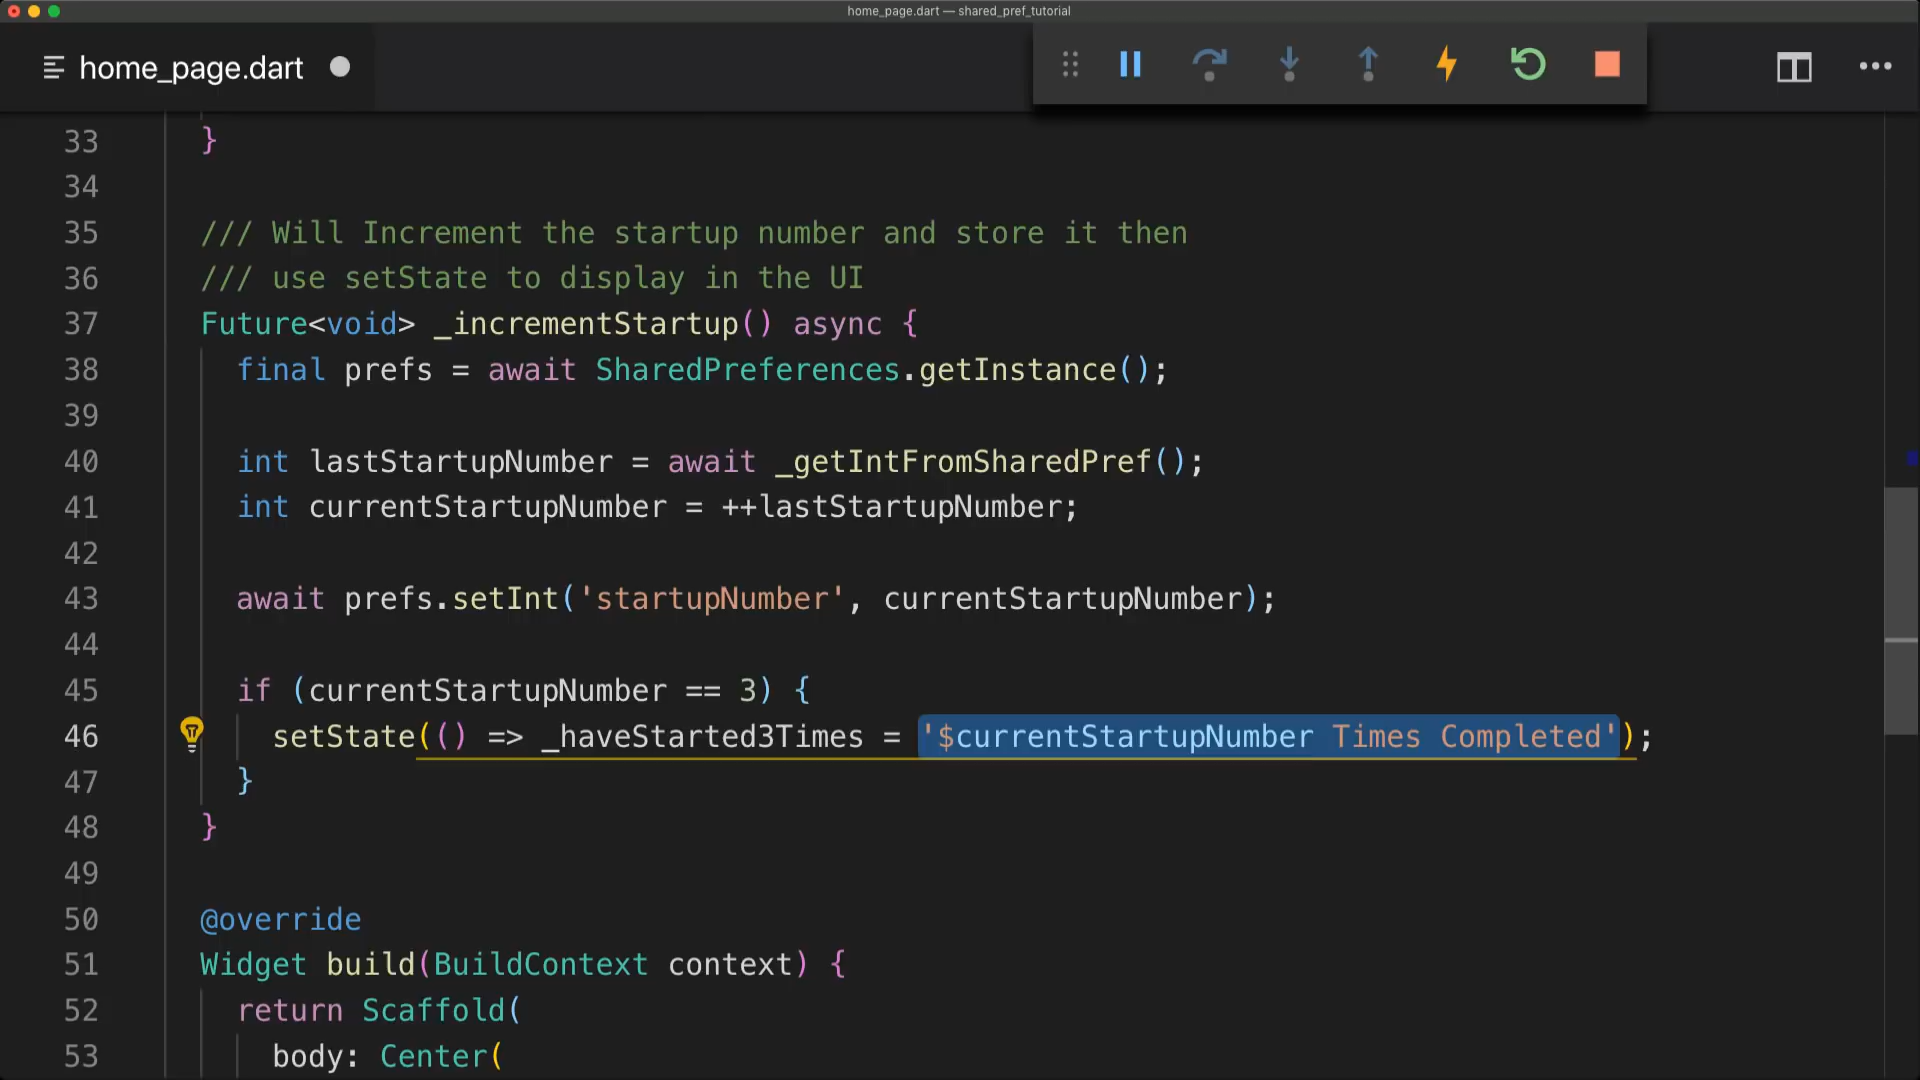 home_page.dart — shared_pref_tutorial
home_page.dart
33 }
34
35 /// Will Increment the startup number and store it then
36 /// use setState to display in the UI
37 Future<void> _incrementStartup() async {
38 final prefs = await SharedPreferences.getInstance();
39
40 int lastStartupNumber = await _getIntFromSharedPref();
41 int currentStartupNumber = ++lastStartupNumber;
42
43 await prefs.setInt('startupNumber', currentStartupNumber);
44
45 if (currentStartupNumber == 3) {
46 setState(() => _haveStarted3Times = '$currentStartupNumber Times Completed');
47 }
48 }
49
50 @override
51 Widget build(BuildContext context) {
52 return Scaffold(
53 body: Center(